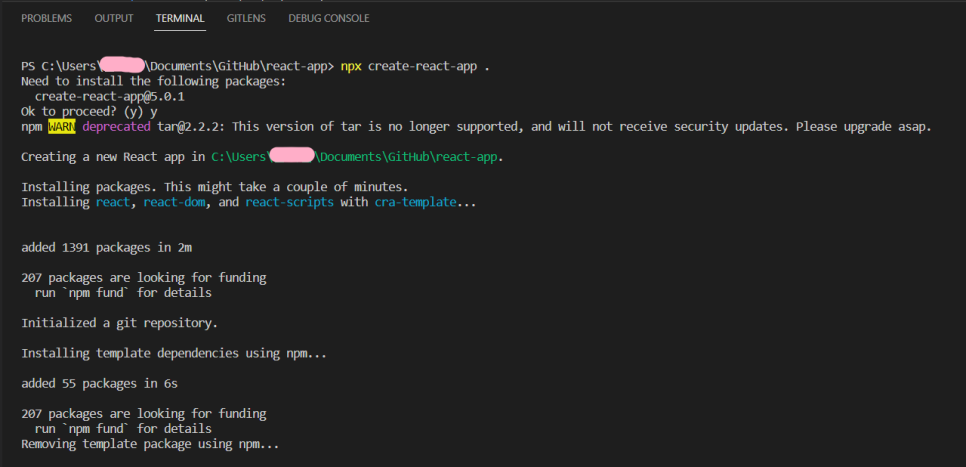 PROBLEMS OUTPUT TERMINAL GITLENS DEBUG CONSOLE
PS C:\Users\ \Documents\GitHub\react-app> npx create-react-app .
Need to install the following packages:
  create-react-app@5.0.1
Ok to proceed? (y) y
npm WARN deprecated tar@2.2.2: This version of tar is no longer supported, and will not receive security updates. Please upgrade asap.
Creating a new React app in C:\Users\ \Documents\GitHub\react-app.
Installing packages. This might take a couple of minutes.
Installing react, react-dom, and react-scripts with cra-template...
added 1391 packages in 2m
207 packages are looking for funding
  run `npm fund` for details
Initialized a git repository.
Installing template dependencies using npm...
added 55 packages in 6s
207 packages are looking for funding
  run `npm fund` for details
Removing template package using npm...